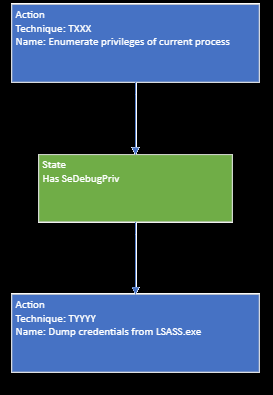 Action
Technique: TXXX
Name: Enumerate privileges of current process
State
Has SeDebugPriv
Action
Technique: TYYYY
Name: Dump credentials from LSASS.exe